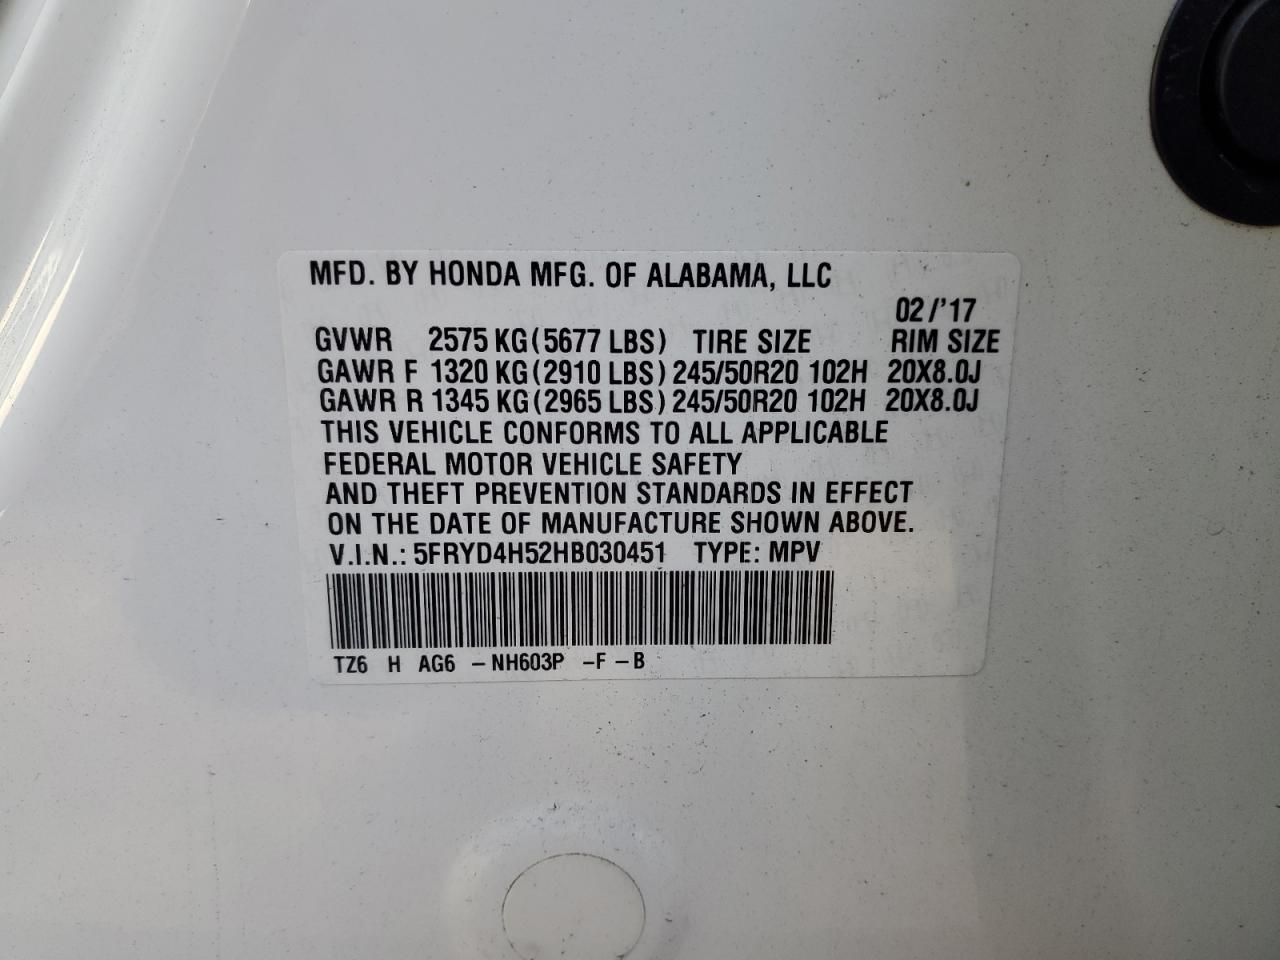 MFD. BY HONDA MFG. OF ALABAMA, LLC
02/'17
GVWR 2575 KG(5677 LBS) TIRE SIZE RIM SIZE
GAWR F 1320 KG(2910 LBS) 245/50R20 102H 20X8.0J
GAWR R 1345 KG(2965 LBS) 245/50R20 102H 20X8.0J
THIS VEHICLE CONFORMS TO ALL APPLICABLE
FEDERAL MOTOR VEHICLE SAFETY
AND THEFT PREVENTION STANDARDS IN EFFECT
ON THE DATE OF MANUFACTURE SHOWN ABOVE.
V.I.N.: 5FRYD4H52HB030451 TYPE: MPV
TZ6 H AG6 -NH603P -F -B